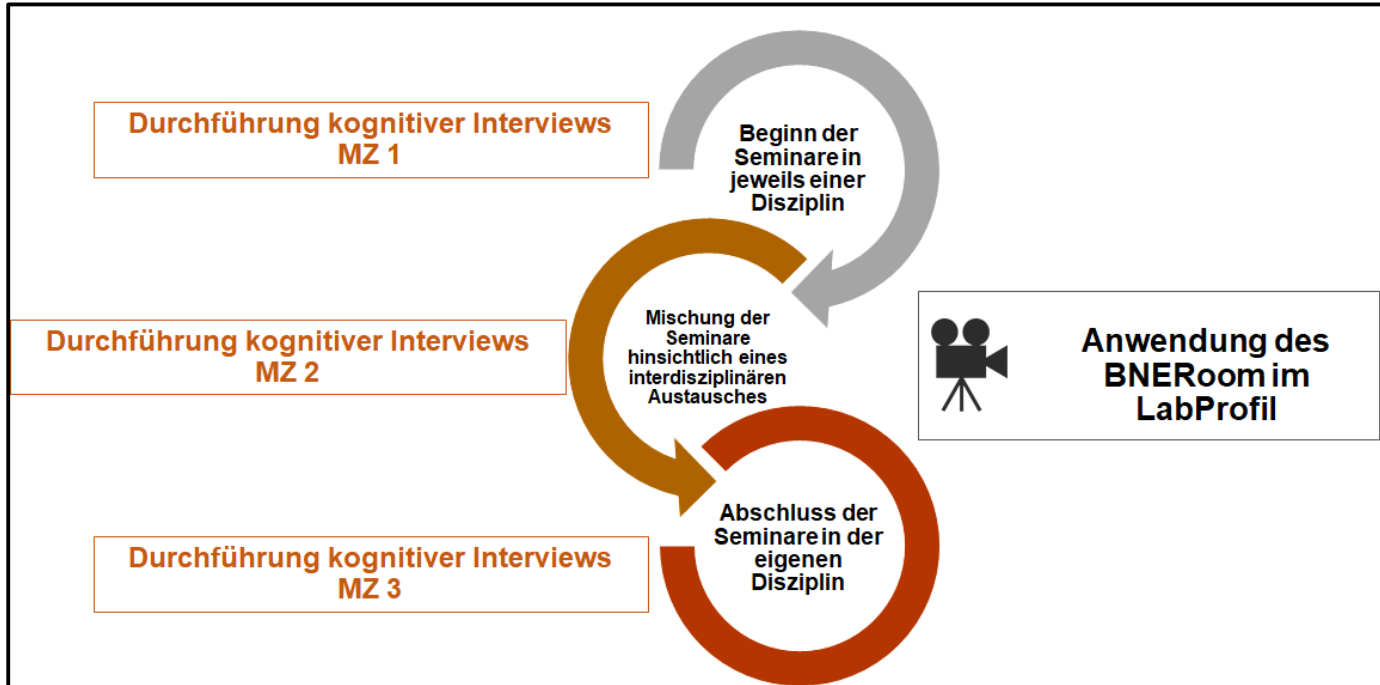 Durchführung kognitiver Interviews
MZ 1
Beginn der
Seminare in
jeweils einer
Disziplin
Durchführung kognitiver Interviews
MZ 2
Mischung der
Seminare
hinsichtlich eines
interdisziplinären
Austausches
Anwendung des
BNERoom im
LabProfil
Durchführung kognitiver Interviews
MZ 3
Abschluss der
Seminare in der
eigenen
Disziplin